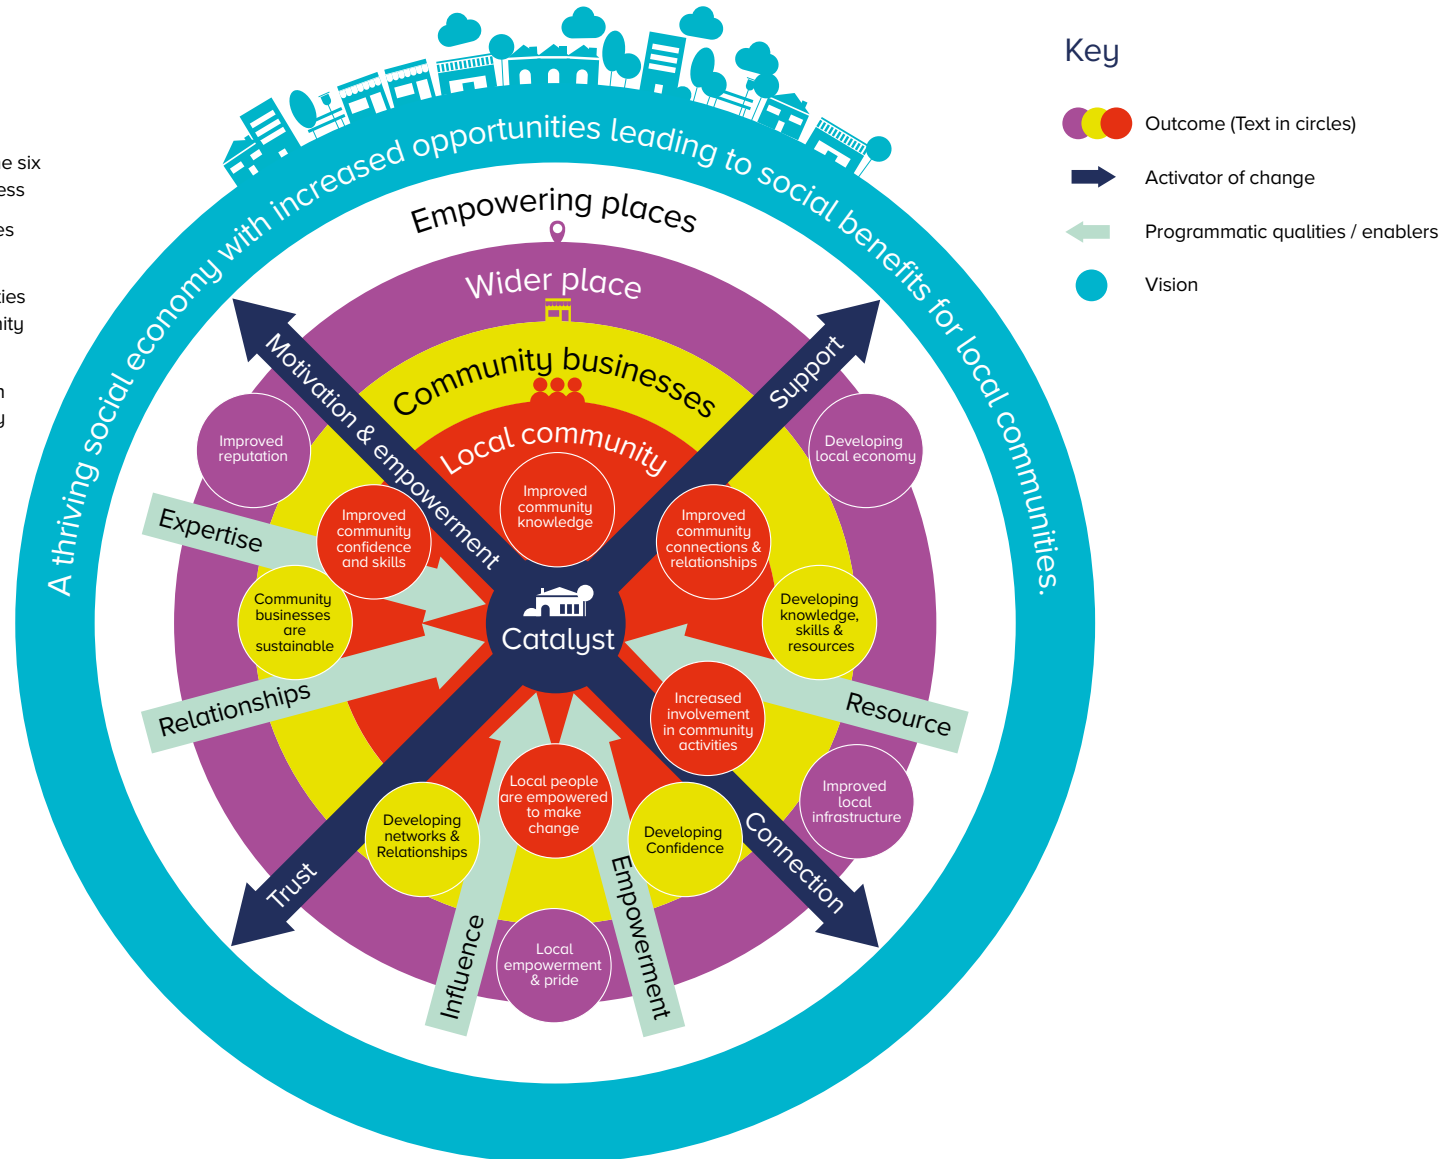 e six
ess
es
ties
nity
n
y
Key
Outcome (Text in circles)
Activator of change
Programmatic qualities / enablers
Vision
A thriving social economy with increased opportunities leading to social benefits for local communities.
Empowering places
Wider place
Community businesses
Local community
Motivation & empowerment
Support
Improved
reputation
Developing
local economy
Improved
community
knowledge
Improved
community
confidence
and skills
Improved
community
connections &
relationships
Expertise
Community
businesses
are
sustainable
Catalyst
Developing
knowledge,
skills &
resources
Relationships
Increased
involvement
in community
activities
Resource
Local people
are empowered
to make
change
Improved
local
infrastructure
Developing
networks &
Relationships
Developing
Confidence
Trust
Connection
Influence
Empowerment
Local
empowerment
& pride